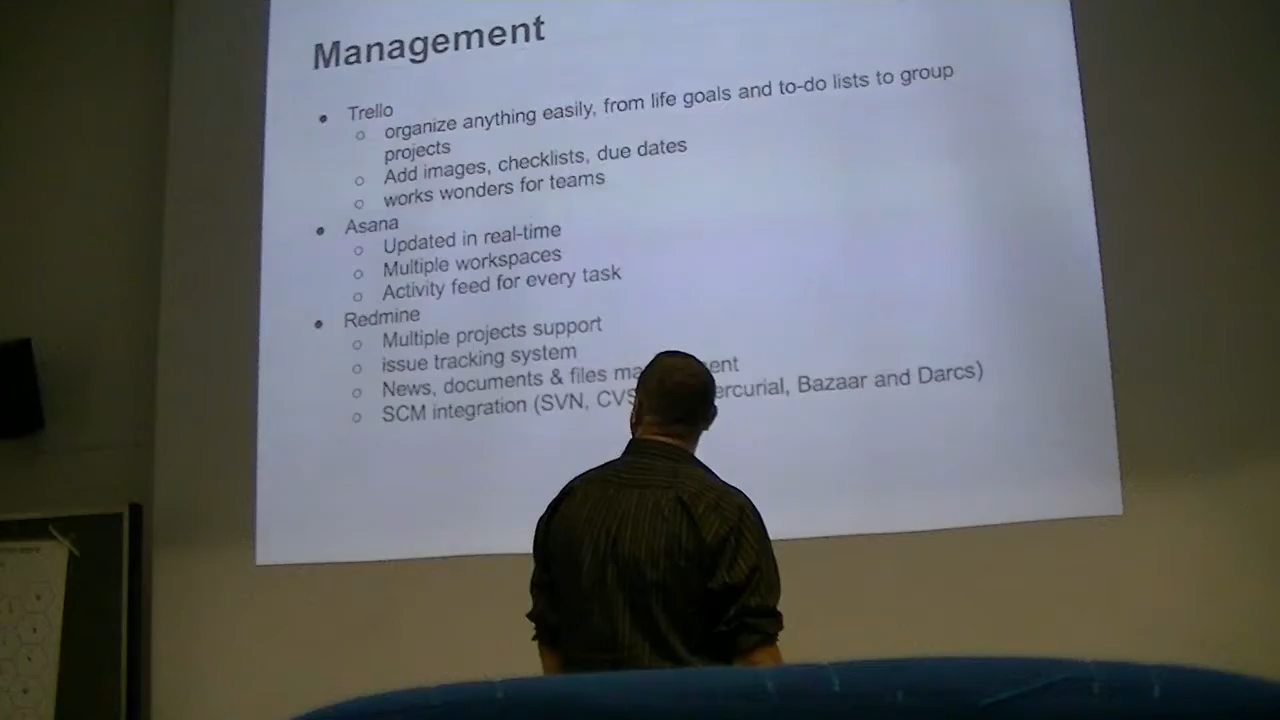 Management
Trello
organize anything easily, from life goals and to-do lists to group
projects
Add images, checklists, due dates
works wonders for teams
Asana
Updated in real-time
Multiple workspaces
Activity feed for every task
Redmine
Multiple projects support
issue tracking system
News, documents & files
SCM integration (SVN, CVS Bazaar and Darcs)